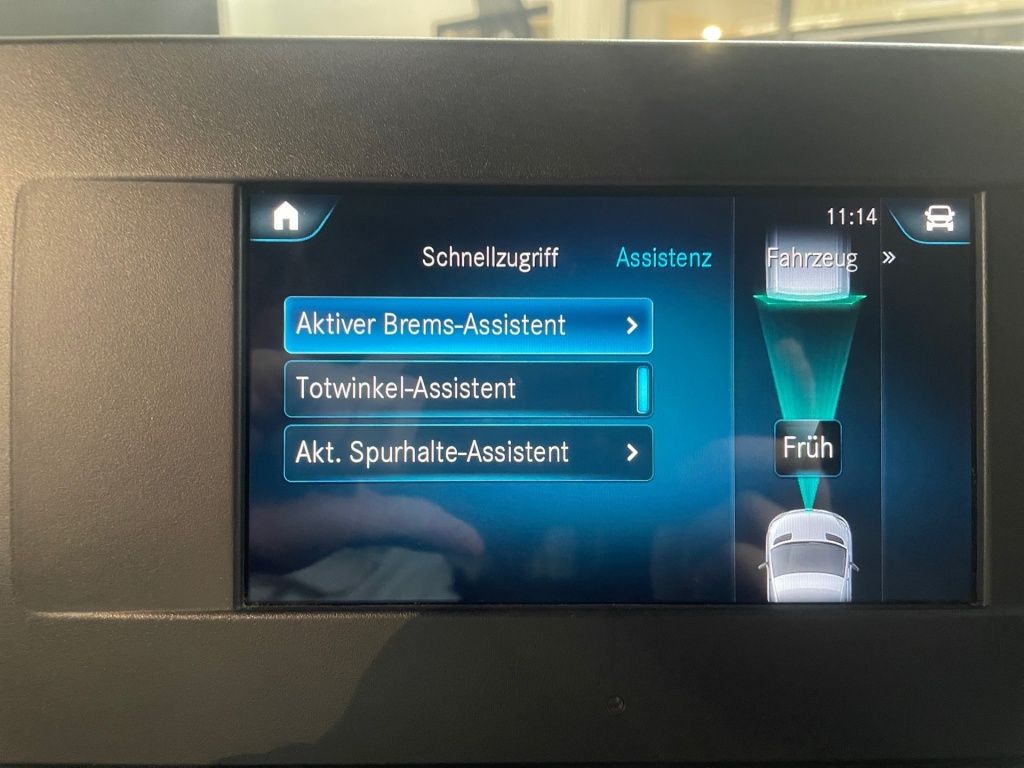 11:14
Schnellzugriff Assistenz Fahrzeug »
Aktiver Brems-Assistent
Totwinkel-Assistent
Akt. Spurhalte-Assistent
Früh